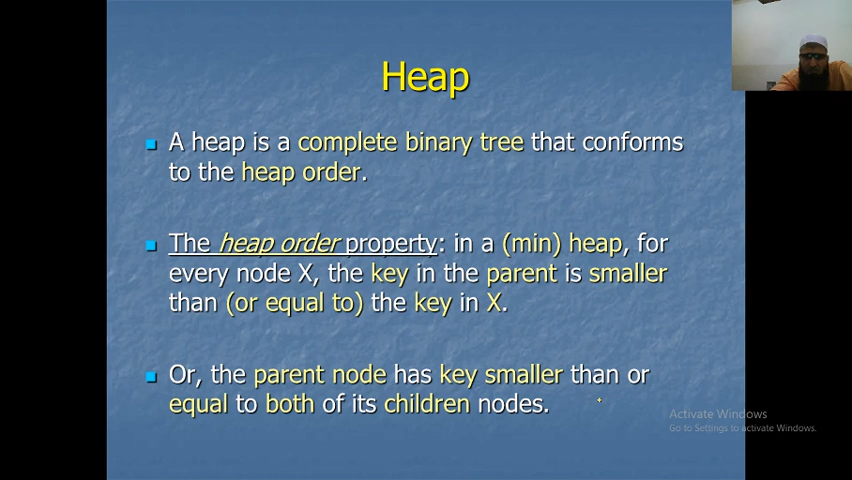 Heap
A heap is a complete binary tree that conforms
to the heap order.
The heap order property: in a (min) heap, for
every node X, the key in the parent is smaller
than (or equal to) the key in X.
Or, the parent node has key smaller than or
equal to both of its children nodes.
Activate Windows
Go to Settings to activate Windows.